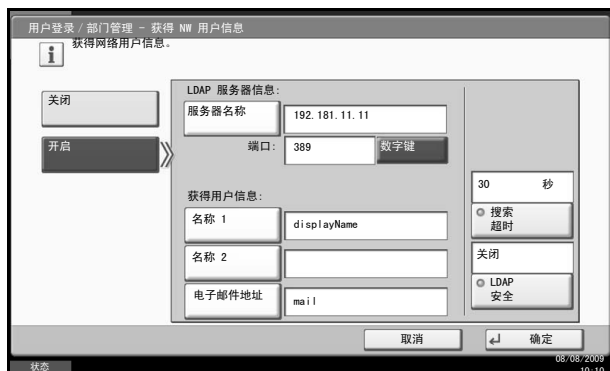 用户登录 / 部门管理 - 获得 NW 用户信息
获得网络用户信息。
关闭
开启
LDAP 服务器信息:
服务器名称 192.181.11.11
端口: 389 数字键
获得用户信息:
名称 1 displayName
名称 2
电子邮件地址 mail
30 秒
搜索
超时
关闭
LDAP
安全
取消 确定
状态 08/08/2009
10:10